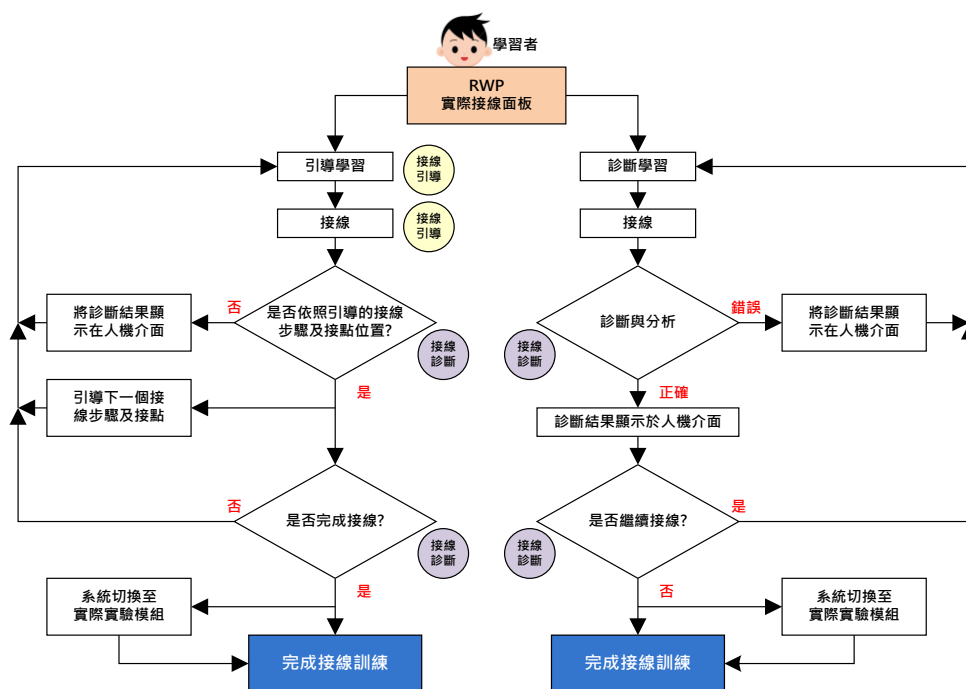 學習者
RWP
實際接線面板
引導學習
接線
引導
接線
接線
引導
否
是否依照引導的接線
步驟及接點位置?
將診斷結果顯
示在人機介面
接線
診斷
是
引導下一個接
線步驟及接點
否
是否完成接線?
接線
診斷
是
系統切換至
實際實驗模組
完成接線訓練
診斷學習
接線
診斷與分析
錯誤
將診斷結果顯
示在人機介面
接線
診斷
正確
診斷結果顯示於人機介面
是否繼續接線?
是
接線
診斷
否
系統切換至
實際實驗模組
完成接線訓練